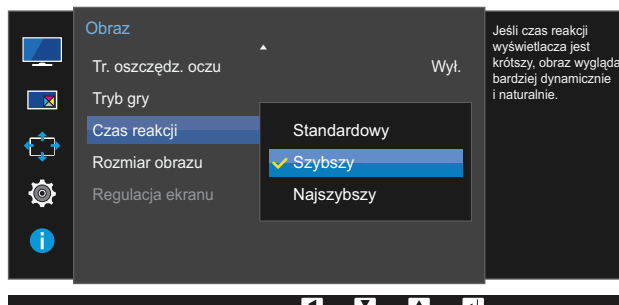 Obraz
Tr. oszczędz. oczu Wył.
Tryb gry
Czas reakcji
Rozmiar obrazu
Regulacja ekranu
Standardowy
Szybszy
Najszybszy
Jeśli czas reakcji
wyświetlacza jest
krótszy, obraz wygląda
bardziej dynamicznie
i naturalnie.